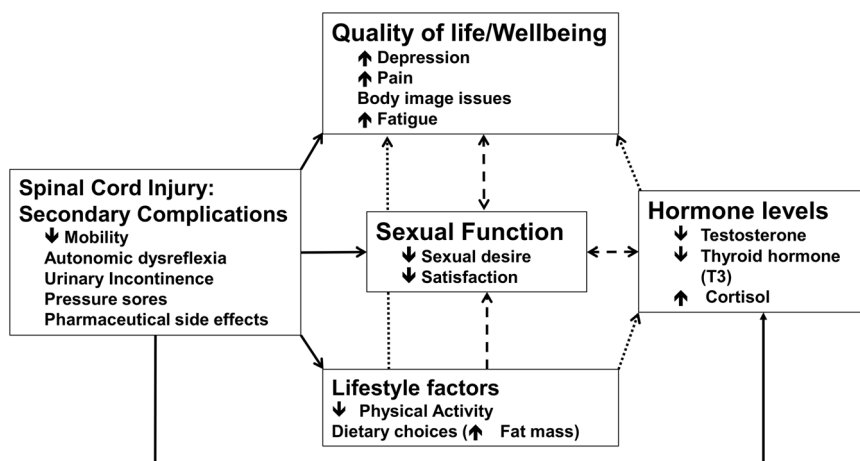 Quality of life/Wellbeing
↑ Depression
↑ Pain
Body image issues
↑ Fatigue
Spinal Cord Injury:
Secondary Complications
↓ Mobility
Autonomic dysreflexia
Urinary Incontinence
Pressure sores
Pharmaceutical side effects
Sexual Function
↓ Sexual desire
↓ Satisfaction
Hormone levels
↓ Testosterone
↓ Thyroid hormone
(T3)
↑ Cortisol
Lifestyle factors
↓ Physical Activity
Dietary choices (↑ Fat mass)